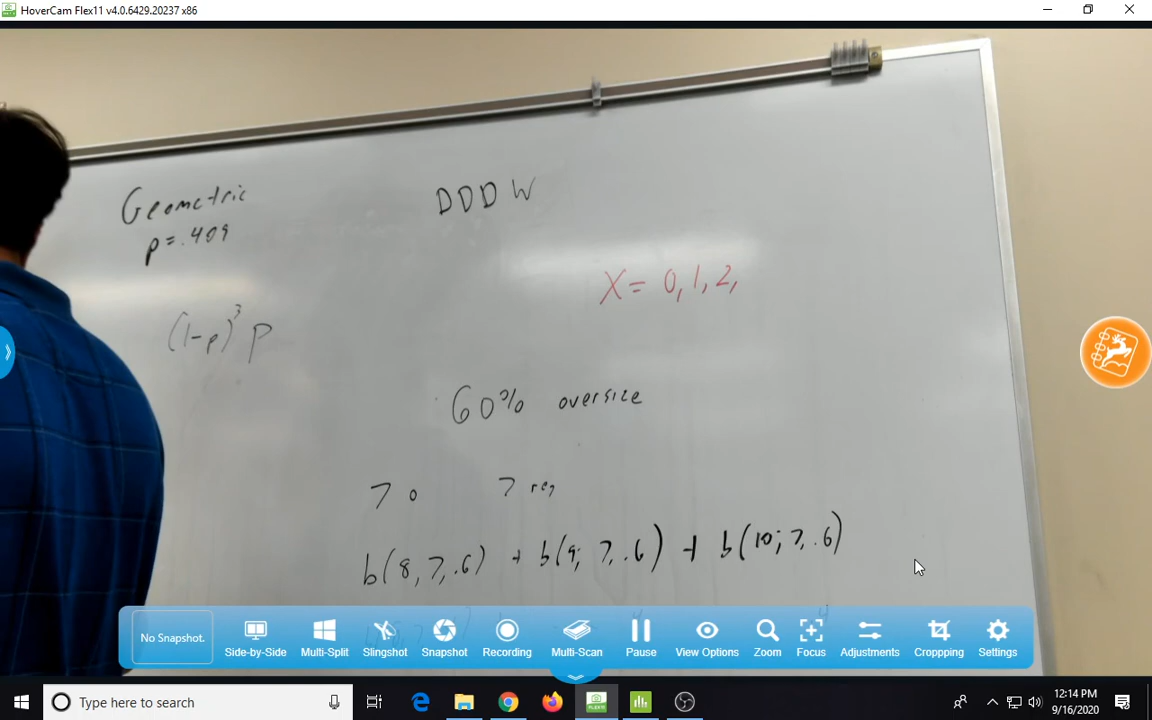 HoverCam Flex11 v4.0.6429.20237 x86
Geometric
p = .409
DDDW
X = 0, 1, 2,
(1-p)³ p
60% oversize
7 o 7 reg
b(8, 7, .6) + b(9; 7, .6) + b(10; 7, .6)
No Snapshot.
Side-by-Side
Multi-Split
Slingshot
Snapshot
Recording
Multi-Scan
Pause
View Options
Zoom
Focus
Adjustments
Croppping
Settings
Type here to search
FLEX11
12:14 PM
9/16/2020